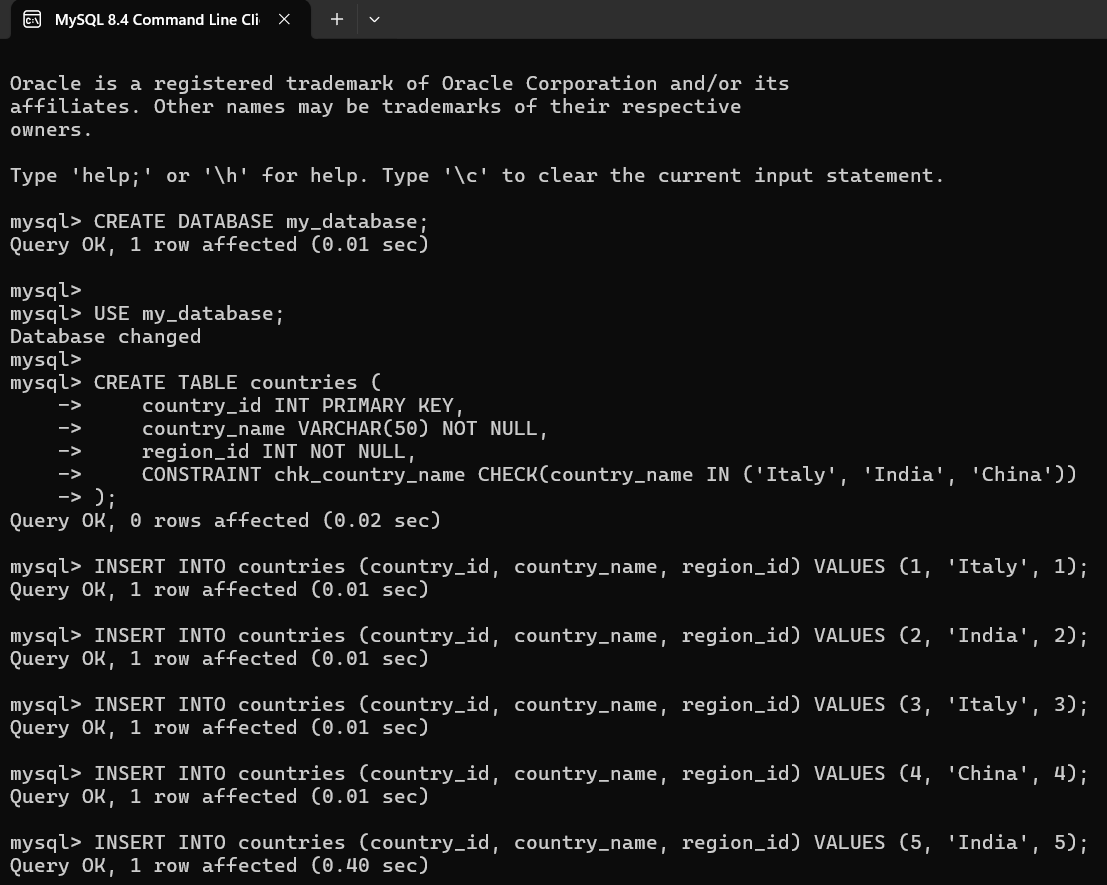 MySQL 8.4 Command Line Cli
Oracle is a registered trademark of Oracle Corporation and/or its
affiliates. Other names may be trademarks of their respective
owners.
Type 'help;' or '\h' for help. Type '\c' to clear the current input statement.
mysql> CREATE DATABASE my_database;
Query OK, 1 row affected (0.01 sec)
mysql>
mysql> USE my_database;
Database changed
mysql>
mysql> CREATE TABLE countries (
    ->     country_id INT PRIMARY KEY,
    ->     country_name VARCHAR(50) NOT NULL,
    ->     region_id INT NOT NULL,
    ->     CONSTRAINT chk_country_name CHECK(country_name IN ('Italy', 'India', 'China'))
    -> );
Query OK, 0 rows affected (0.02 sec)
mysql> INSERT INTO countries (country_id, country_name, region_id) VALUES (1, 'Italy', 1);
Query OK, 1 row affected (0.01 sec)
mysql> INSERT INTO countries (country_id, country_name, region_id) VALUES (2, 'India', 2);
Query OK, 1 row affected (0.01 sec)
mysql> INSERT INTO countries (country_id, country_name, region_id) VALUES (3, 'Italy', 3);
Query OK, 1 row affected (0.01 sec)
mysql> INSERT INTO countries (country_id, country_name, region_id) VALUES (4, 'China', 4);
Query OK, 1 row affected (0.01 sec)
mysql> INSERT INTO countries (country_id, country_name, region_id) VALUES (5, 'India', 5);
Query OK, 1 row affected (0.40 sec)